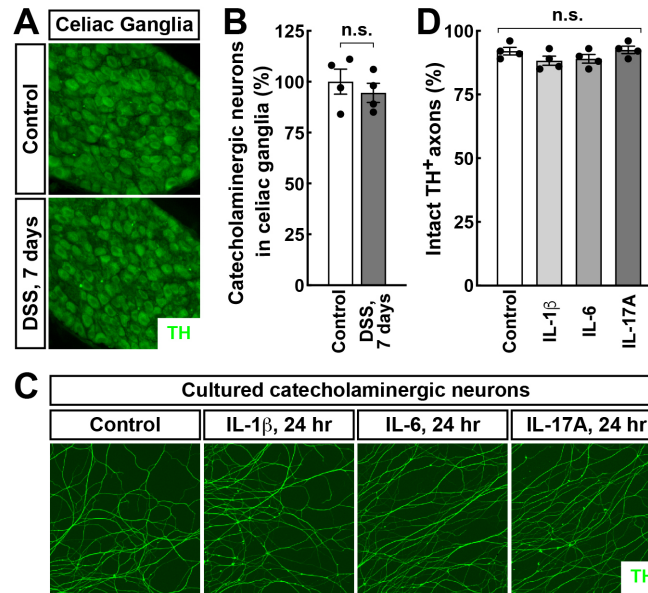 A
Celiac Ganglia
Control
DSS, 7 days
TH
B
Catecholaminergic neurons
in celiac ganglia (%)
125
100
75
50
25
0
n.s.
Control
DSS,
7 days
D
Intact TH+ axons (%)
100
50
0
n.s.
Control
IL-1β
IL-6
IL-17A
C
Cultured catecholaminergic neurons
Control
IL-1β, 24 hr
IL-6, 24 hr
IL-17A, 24 hr